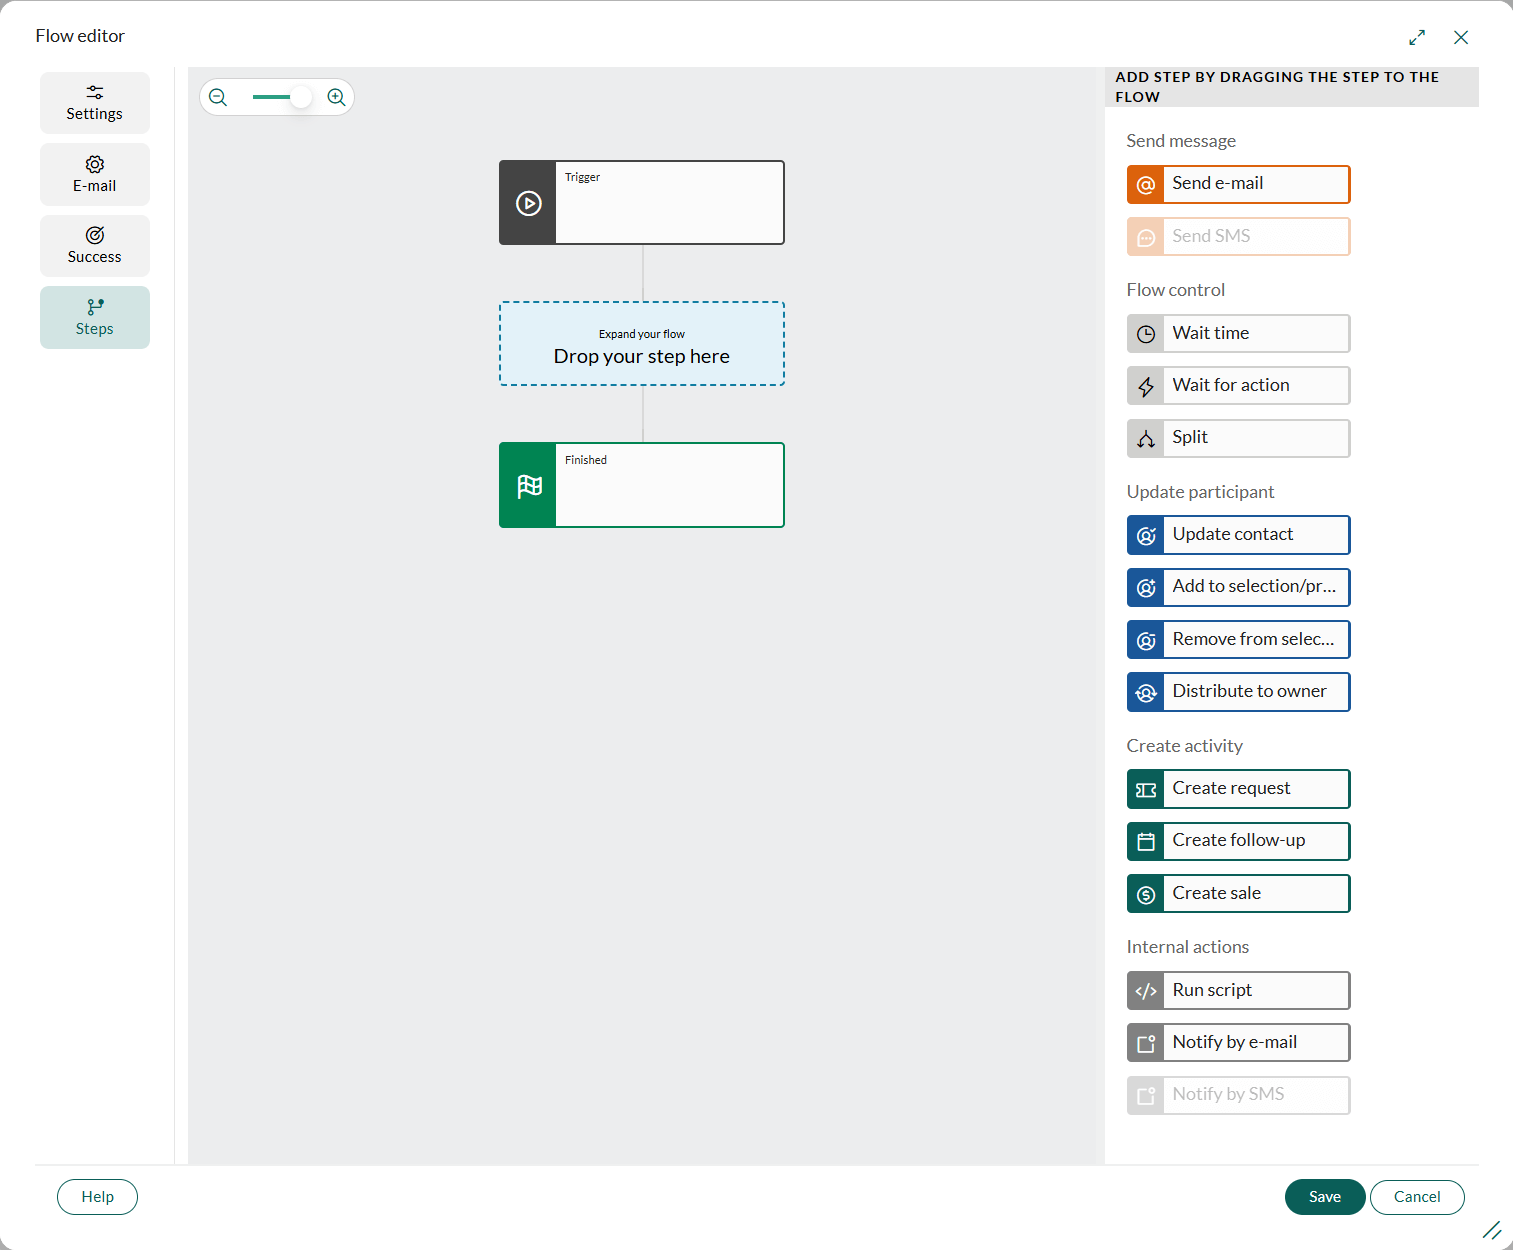 Flow editor
Settings
E-mail
Success
Steps
Trigger
Expand your flow
Drop your step here
Finished
ADD STEP BY DRAGGING THE STEP TO THE
FLOW
Send message
Send e-mail
Send SMS
Flow control
Wait time
Wait for action
Split
Update participant
Update contact
Add to selection/pr...
Remove from selec...
Distribute to owner
Create activity
Create request
Create follow-up
Create sale
Internal actions
Run script
Notify by e-mail
Notify by SMS
Help
Save
Cancel